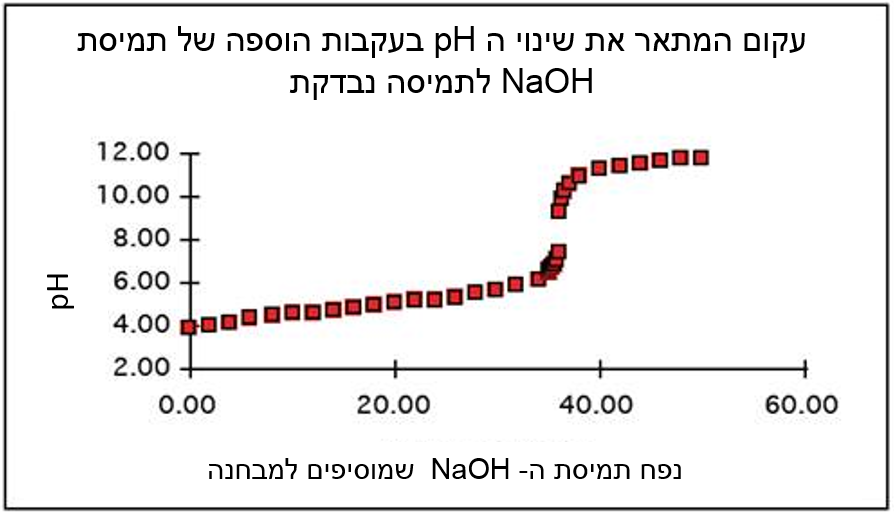 עקום המתאר את שינוי ה pH בעקבות הוספה של תמיסת
NaOH לתמיסה נבדקת
12.00
10.00
8.00
6.00
4.00
2.00
pH
0.00 20.00 40.00 60.00
נפח תמיסת ה- NaOH שמוסיפים למבחנה